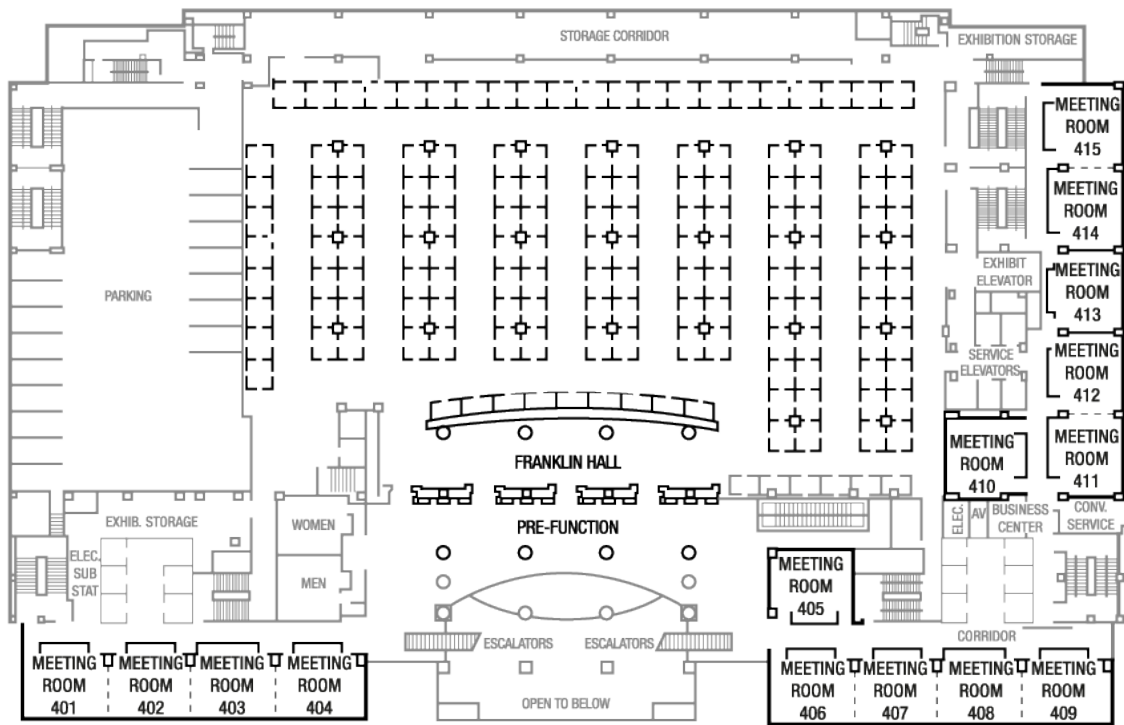 STORAGE CORRIDOR
EXHIBITION STORAGE
MEETING
ROOM
415
MEETING
ROOM
414
EXHIBIT
ELEVATOR
MEETING
ROOM
413
PARKING
SERVICE
ELEVATORS
MEETING
ROOM
412
FRANKLIN HALL
MEETING
ROOM
410
MEETING
ROOM
411
EXHIB. STORAGE
WOMEN
PRE-FUNCTION
ELEC.
AV
BUSINESS
CENTER
CONV.
SERVICE
ELEC.
SUB
STAT
MEN
MEETING
ROOM
405
ESCALATORS
ESCALATORS
CORRIDOR
MEETING
ROOM
401
MEETING
ROOM
402
MEETING
ROOM
403
MEETING
ROOM
404
OPEN TO BELOW
MEETING
ROOM
406
MEETING
ROOM
407
MEETING
ROOM
408
MEETING
ROOM
409